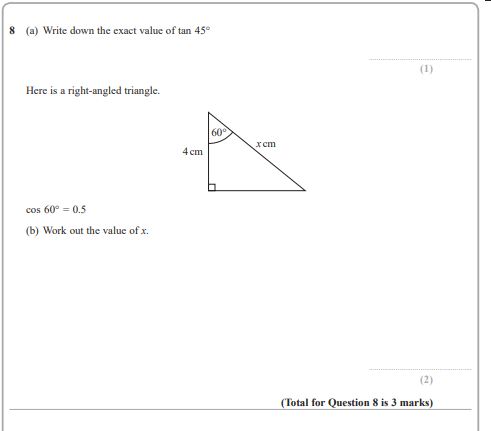 8 (a) Write down the exact value of tan 45°
(1)
Here is a right-angled triangle.
60°
x cm
4 cm
cos 60° = 0.5
(b) Work out the value of x.
(2)
(Total for Question 8 is 3 marks)